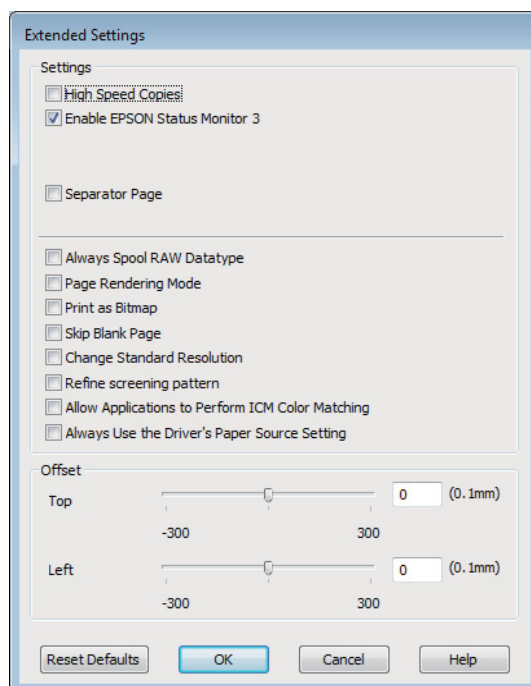 Extended Settings
Settings
High Speed Copies
Enable EPSON Status Monitor 3
Separator Page
Always Spool RAW Datatype
Page Rendering Mode
Print as Bitmap
Skip Blank Page
Change Standard Resolution
Refine screening pattern
Allow Applications to Perform ICM Color Matching
Always Use the Driver's Paper Source Setting
Offset
Top 0 (0.1mm)
-300 300
Left 0 (0.1mm)
-300 300
Reset Defaults OK Cancel Help